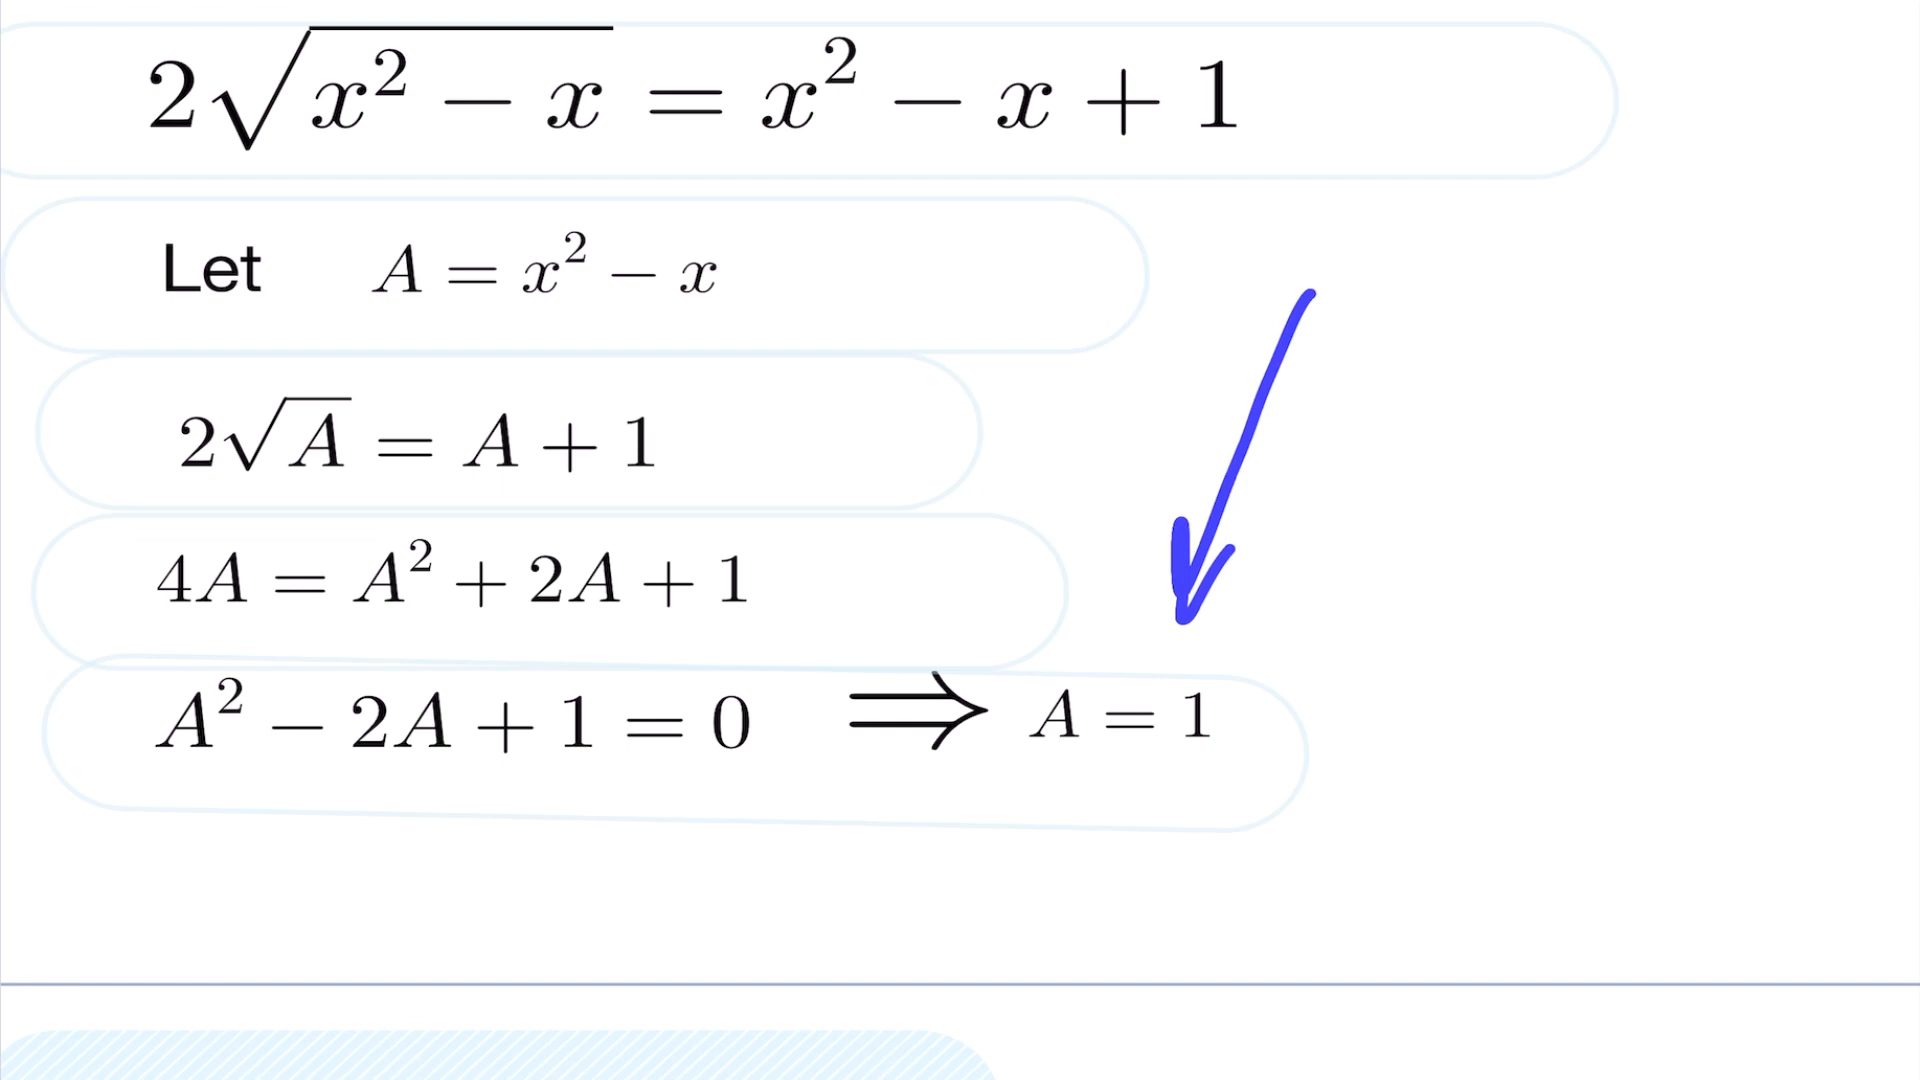 2√(x² − x) = x² − x + 1
Let A = x² − x
2√A = A + 1
4A = A² + 2A + 1
A² − 2A + 1 = 0 ⟹ A = 1